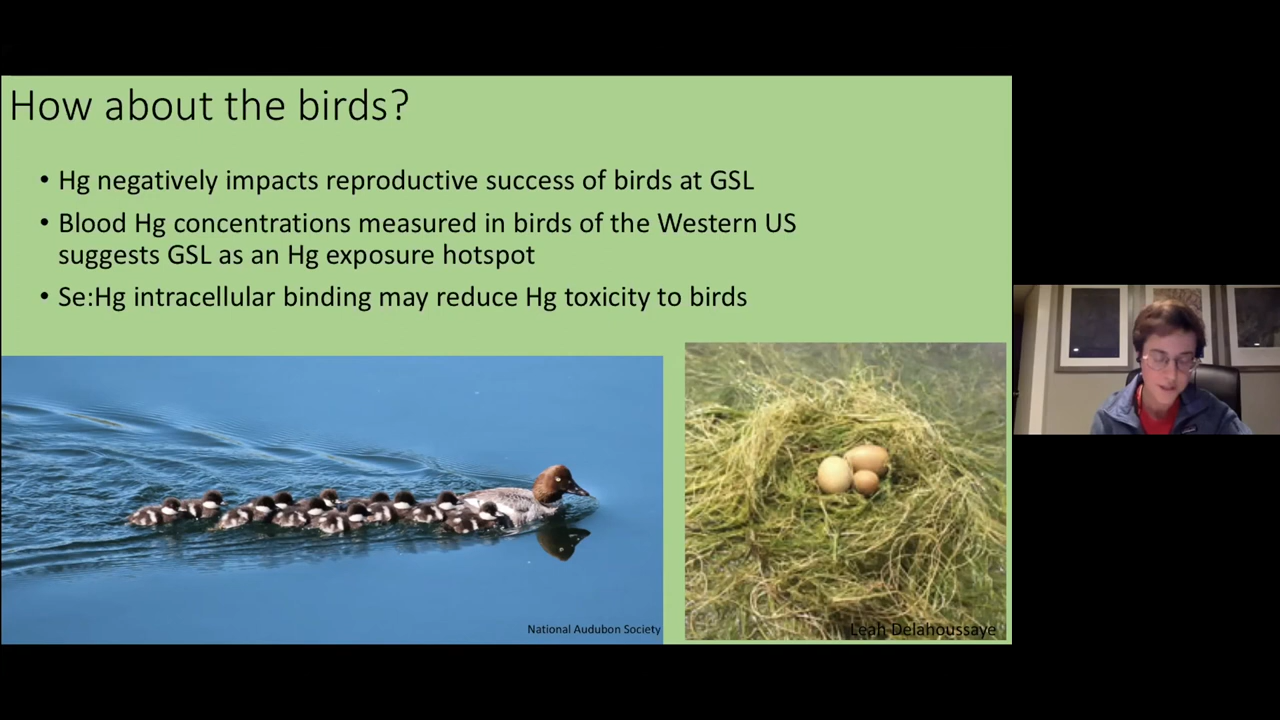 How about the birds?
• Hg negatively impacts reproductive success of birds at GSL
• Blood Hg concentrations measured in birds of the Western US
suggests GSL as an Hg exposure hotspot
• Se:Hg intracellular binding may reduce Hg toxicity to birds
National Audubon Society
Leah Delahoussaye